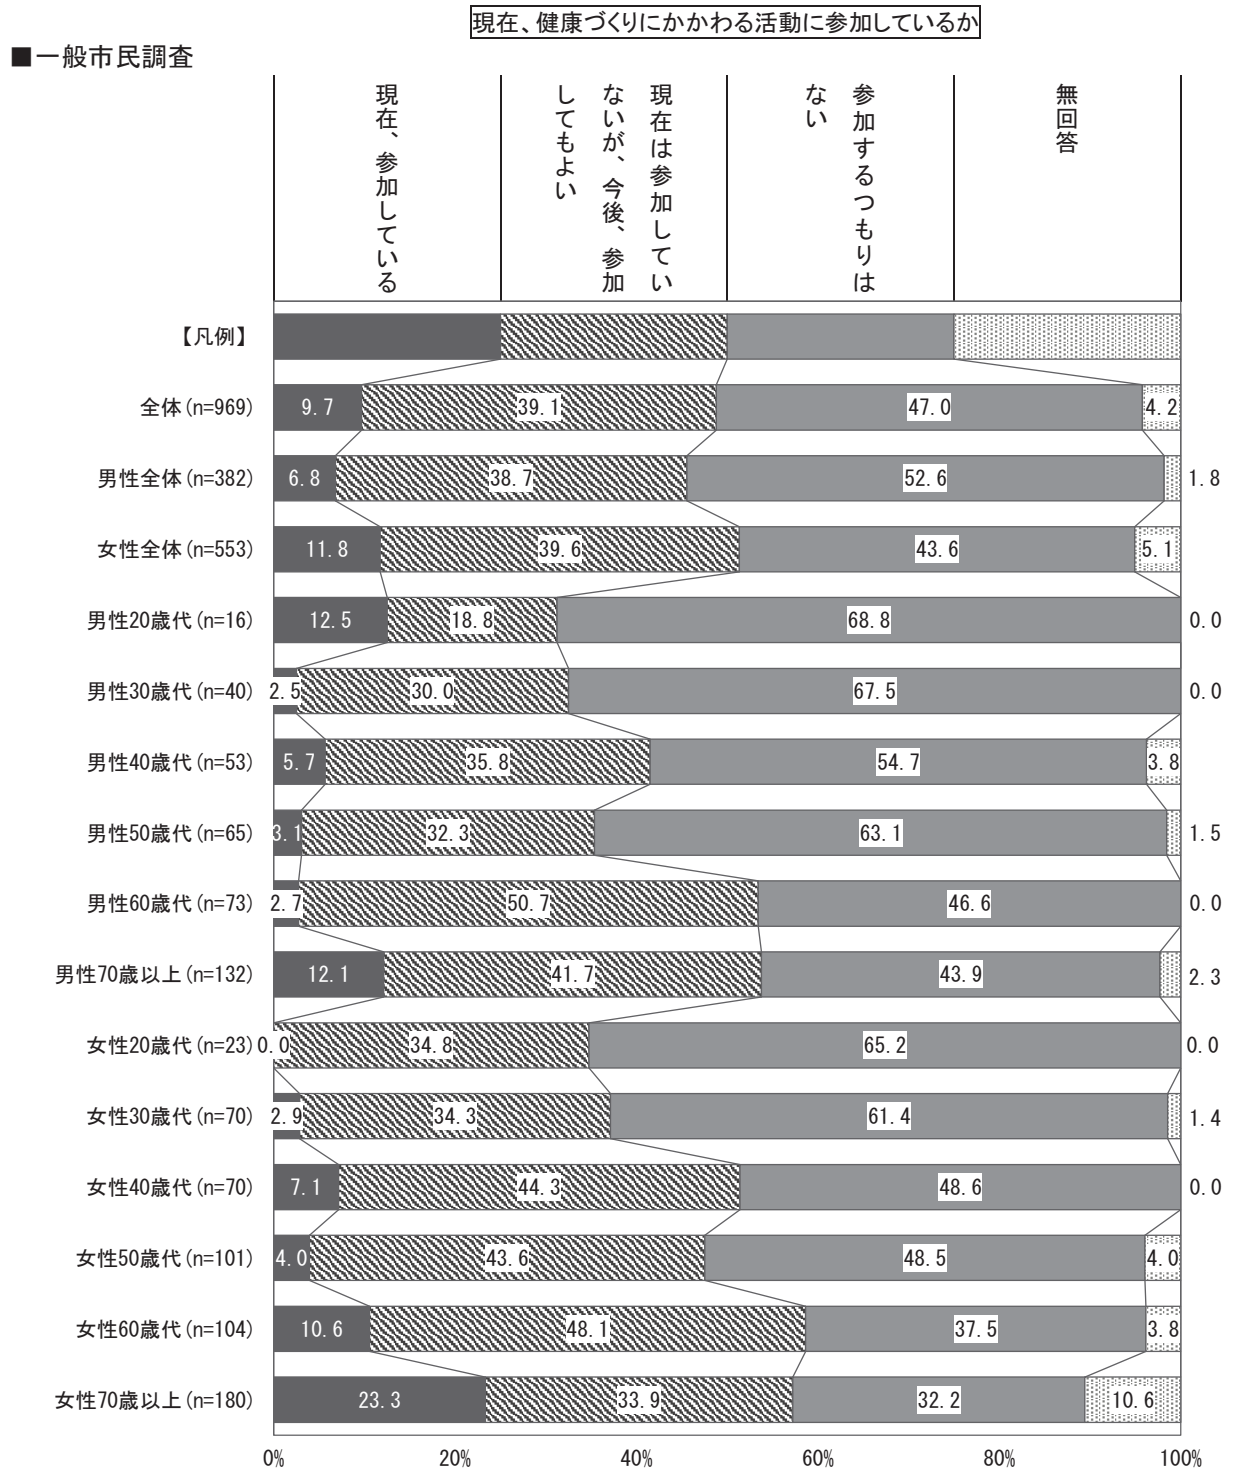 現在、健康づくりにかかわる活動に参加しているか
■一般市民調査
現在、参加している
現在は参加してい
ないが、今後、参加
してもよい
参加するつもりは
ない
無回答
【凡例】
全体(n=969) 9.7 39.1 47.0 4.2
男性全体(n=382) 6.8 38.7 52.6 1.8
女性全体(n=553) 11.8 39.6 43.6 5.1
男性20歳代(n=16) 12.5 18.8 68.8 0.0
男性30歳代(n=40) 2.5 30.0 67.5 0.0
男性40歳代(n=53) 5.7 35.8 54.7 3.8
男性50歳代(n=65) 3.1 32.3 63.1 1.5
男性60歳代(n=73) 2.7 50.7 46.6 0.0
男性70歳以上(n=132) 12.1 41.7 43.9 2.3
女性20歳代(n=23) 0.0 34.8 65.2 0.0
女性30歳代(n=70) 2.9 34.3 61.4 1.4
女性40歳代(n=70) 7.1 44.3 48.6 0.0
女性50歳代(n=101) 4.0 43.6 48.5 4.0
女性60歳代(n=104) 10.6 48.1 37.5 3.8
女性70歳以上(n=180) 23.3 33.9 32.2 10.6
0% 20% 40% 60% 80% 100%